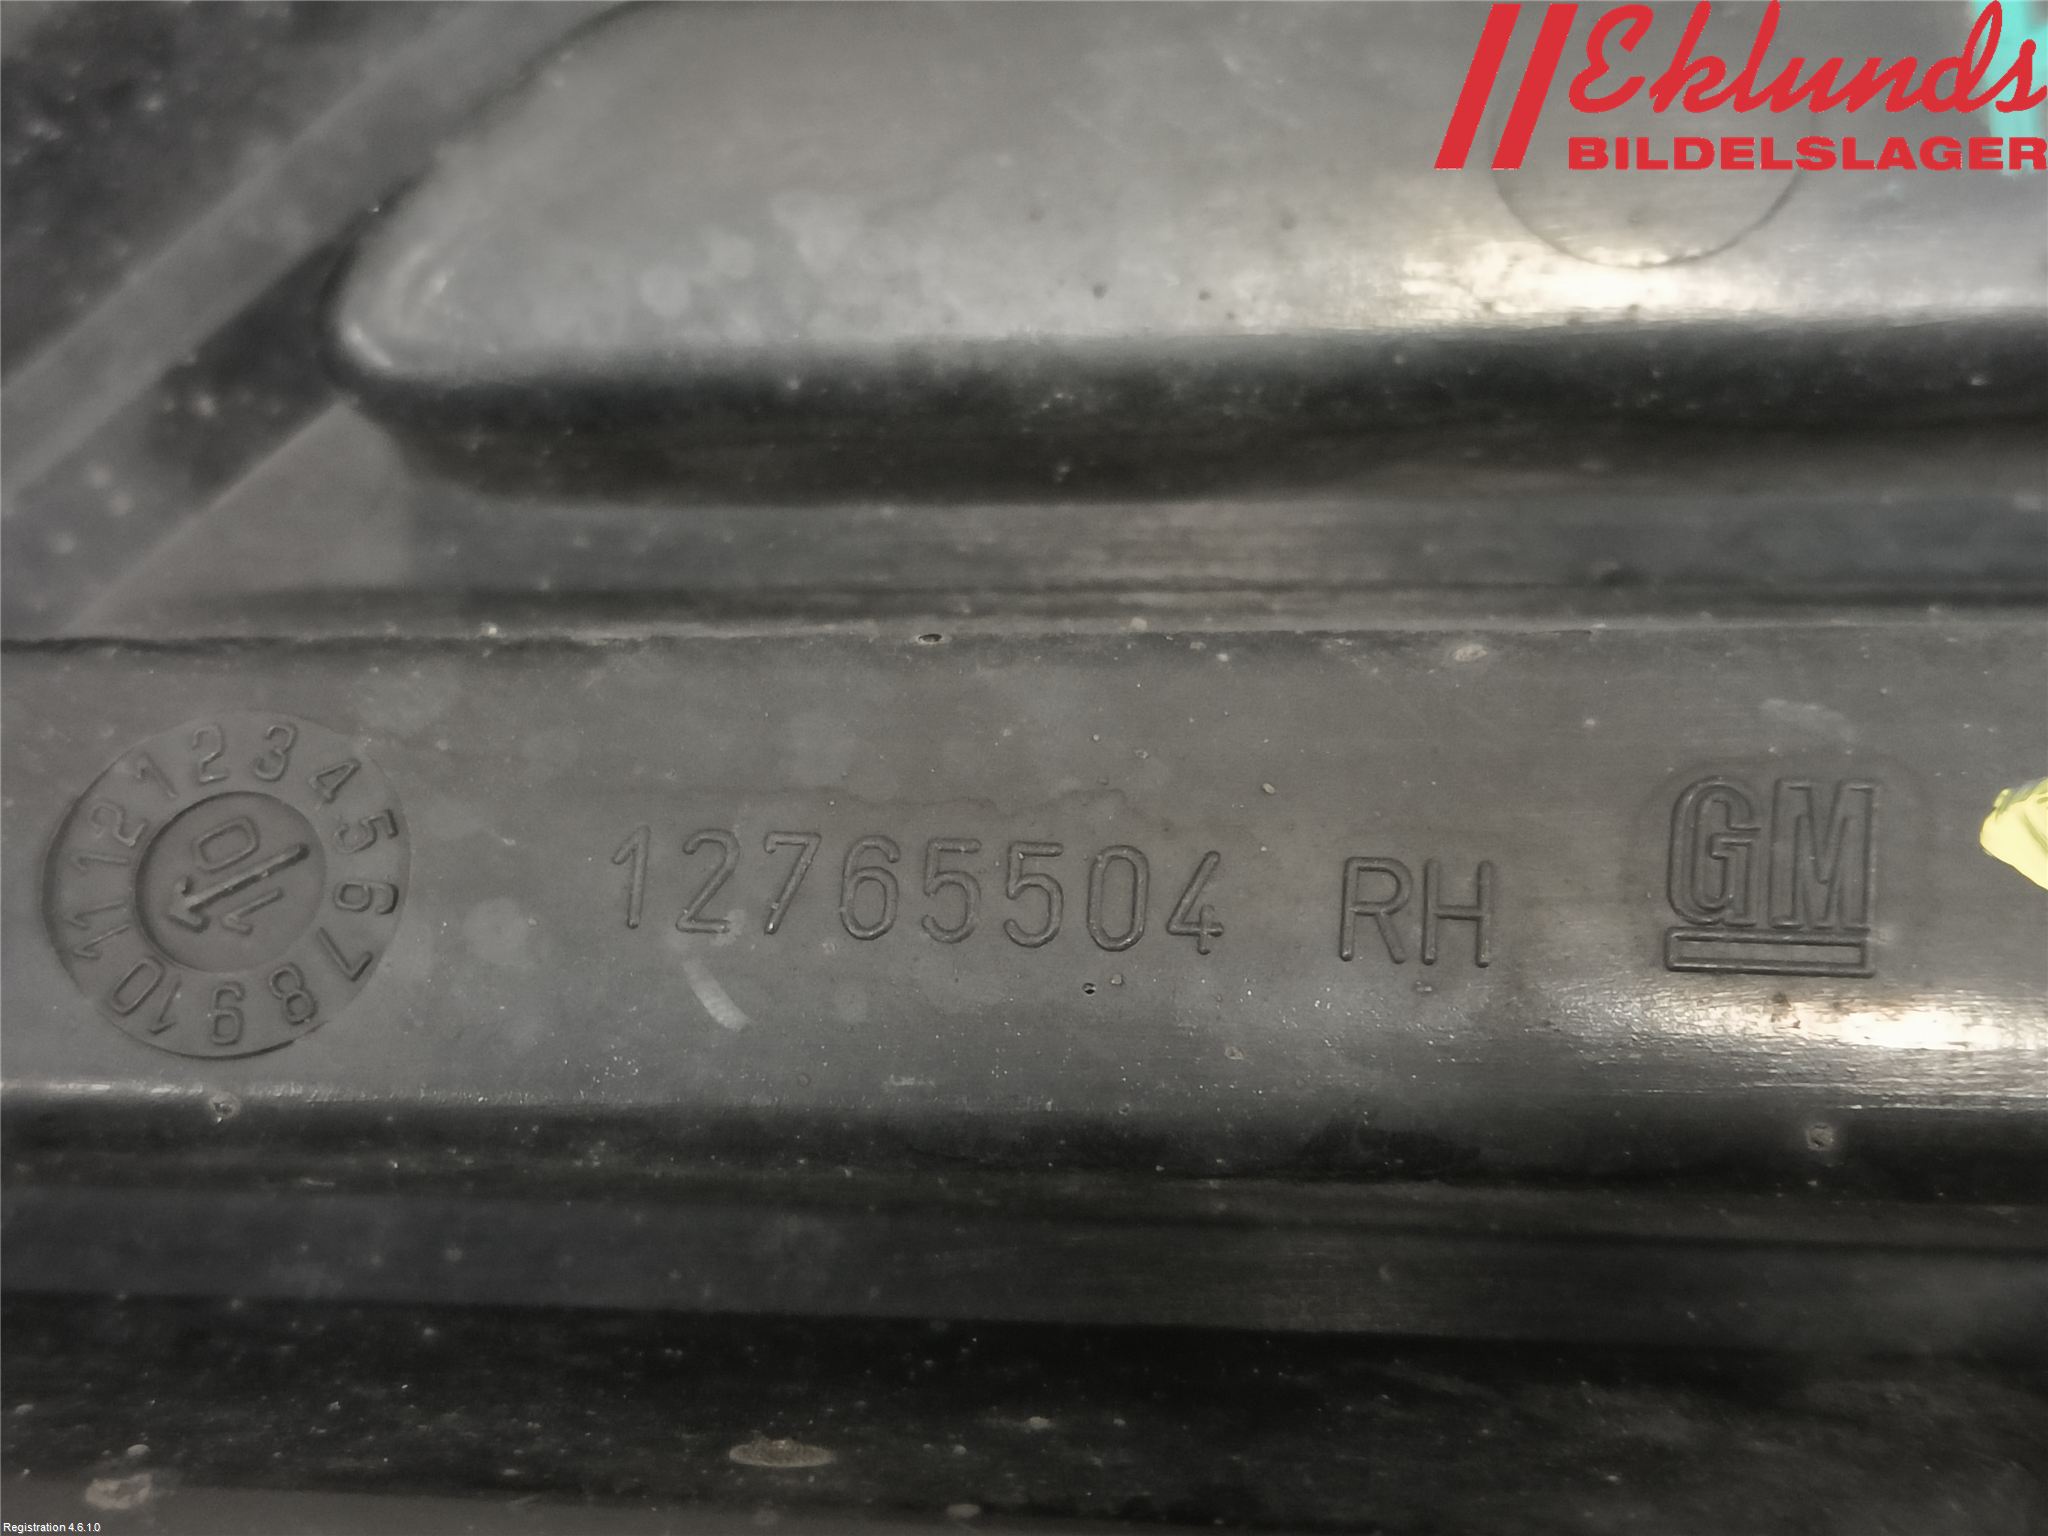 Eklunds
BILDELSLAGER
1 2 3 4 5 6 7 8 9 10 11 12
10
12765504 RH GM
Registration 4.6.1.0